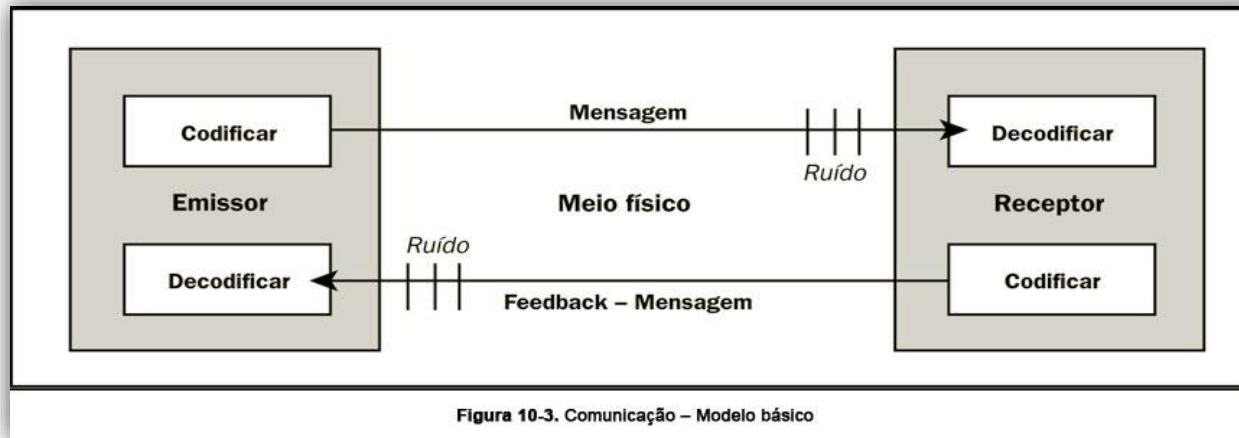 Codificar
Mensagem
Decodificar
Ruído
Emissor
Meio físico
Receptor
Ruído
Decodificar
Feedback – Mensagem
Codificar
Figura 10-3. Comunicação – Modelo básico